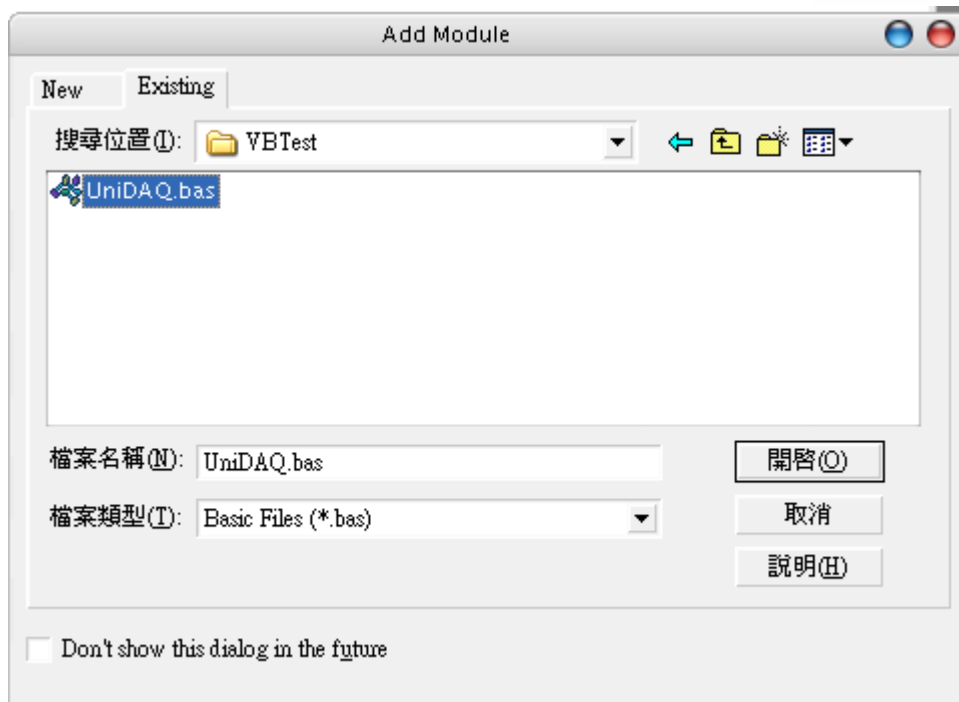 Add Module
New Existing
搜尋位置(I): VBTest
UniDAQ.bas
檔案名稱(N): UniDAQ.bas 開啓(O)
檔案類型(T): Basic Files (*.bas) 取消
說明(H)
Don't show this dialog in the future